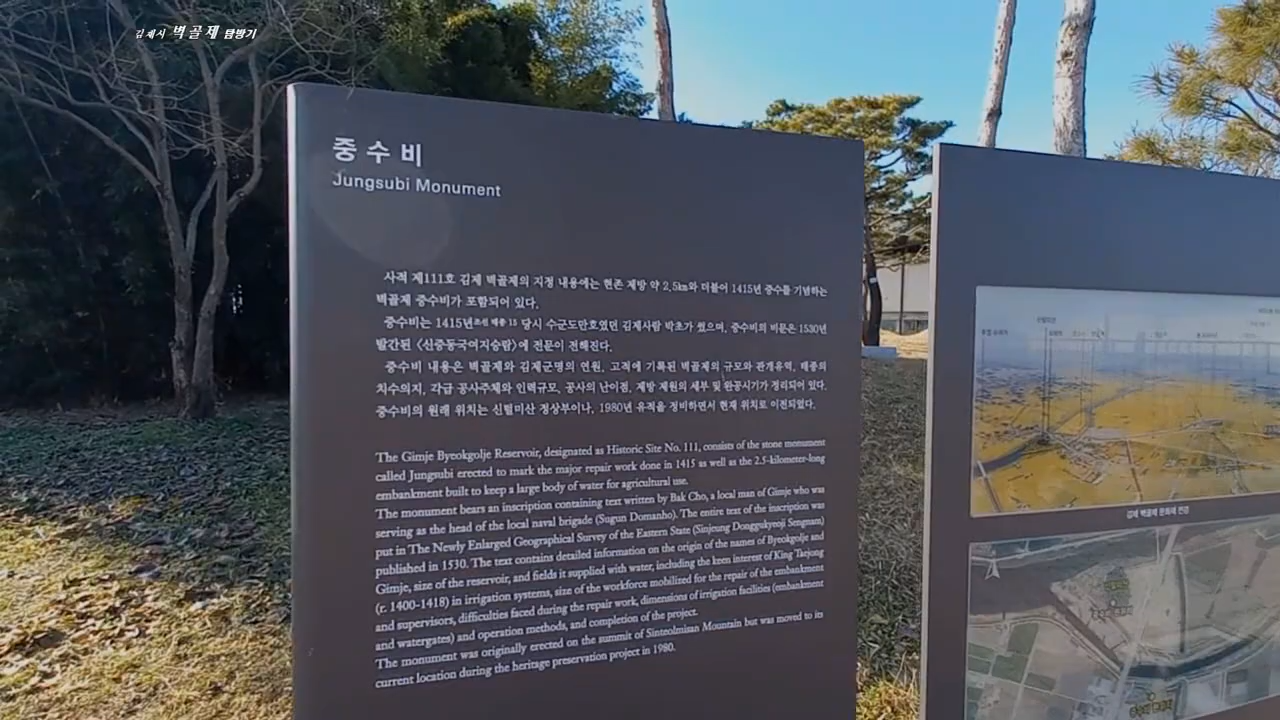 김제시 벽골제 탐방기
중수비
Jungsubi Monument
사적 제111호 김제 벽골제의 지정 내용에는 현존 제방 약 2.5km와 더불어 1415년 중수를 기념하는
벽골제 중수비가 포함되어 있다.
중수비는 1415년조선 태종 15 당시 수군도만호였던 김제사람 박초가 썼으며, 중수비의 비문은 1530년
발간된 <신증동국여지승람>에 전문이 전해진다.
중수비 내용은 벽골제와 김제군명의 연원, 고적에 기록된 벽골제의 규모와 관개유역, 태종의
치수의지, 각급 공사주체와 인력규모, 공사의 난이점, 제방 제원의 세부 및 완공시기가 정리되어 있다.
중수비의 원래 위치는 신털미산 정상부이나, 1980년 유적을 정비하면서 현재 위치로 이전되었다.
The Gimje Byeokgolje Reservoir, designated as Historic Site No. 111, consists of the stone monument
called Jungsubi erected to mark the major repair work done in 1415 as well as the 2.5-kilometer-long
embankment built to keep a large body of water for agricultural use.
The monument bears an inscription containing text written by Bak Cho, a local man of Gimje who was
serving as the head of the local naval brigade (Sugun Domanho). The entire text of the inscription was
put in The Newly Enlarged Geographical Survey of the Eastern State (Sinjeung Donggukyeoji Sengnam)
published in 1530. The text contains detailed information on the origin of the names of Byeokgolje and
Gimje, size of the reservoir, and fields it supplied with water, including the keen interest of King Taejong
(r. 1400-1418) in irrigation systems, size of the workforce mobilized for the repair of the embankment
and supervisors, difficulties faced during the repair work, dimensions of irrigation facilities (embankment
and watergates) and operation methods, and completion of the project.
The monument was originally erected on the summit of Sinteolmisan Mountain but was moved to its
current location during the heritage preservation project in 1980.
김제 벽골제 문화재 전경